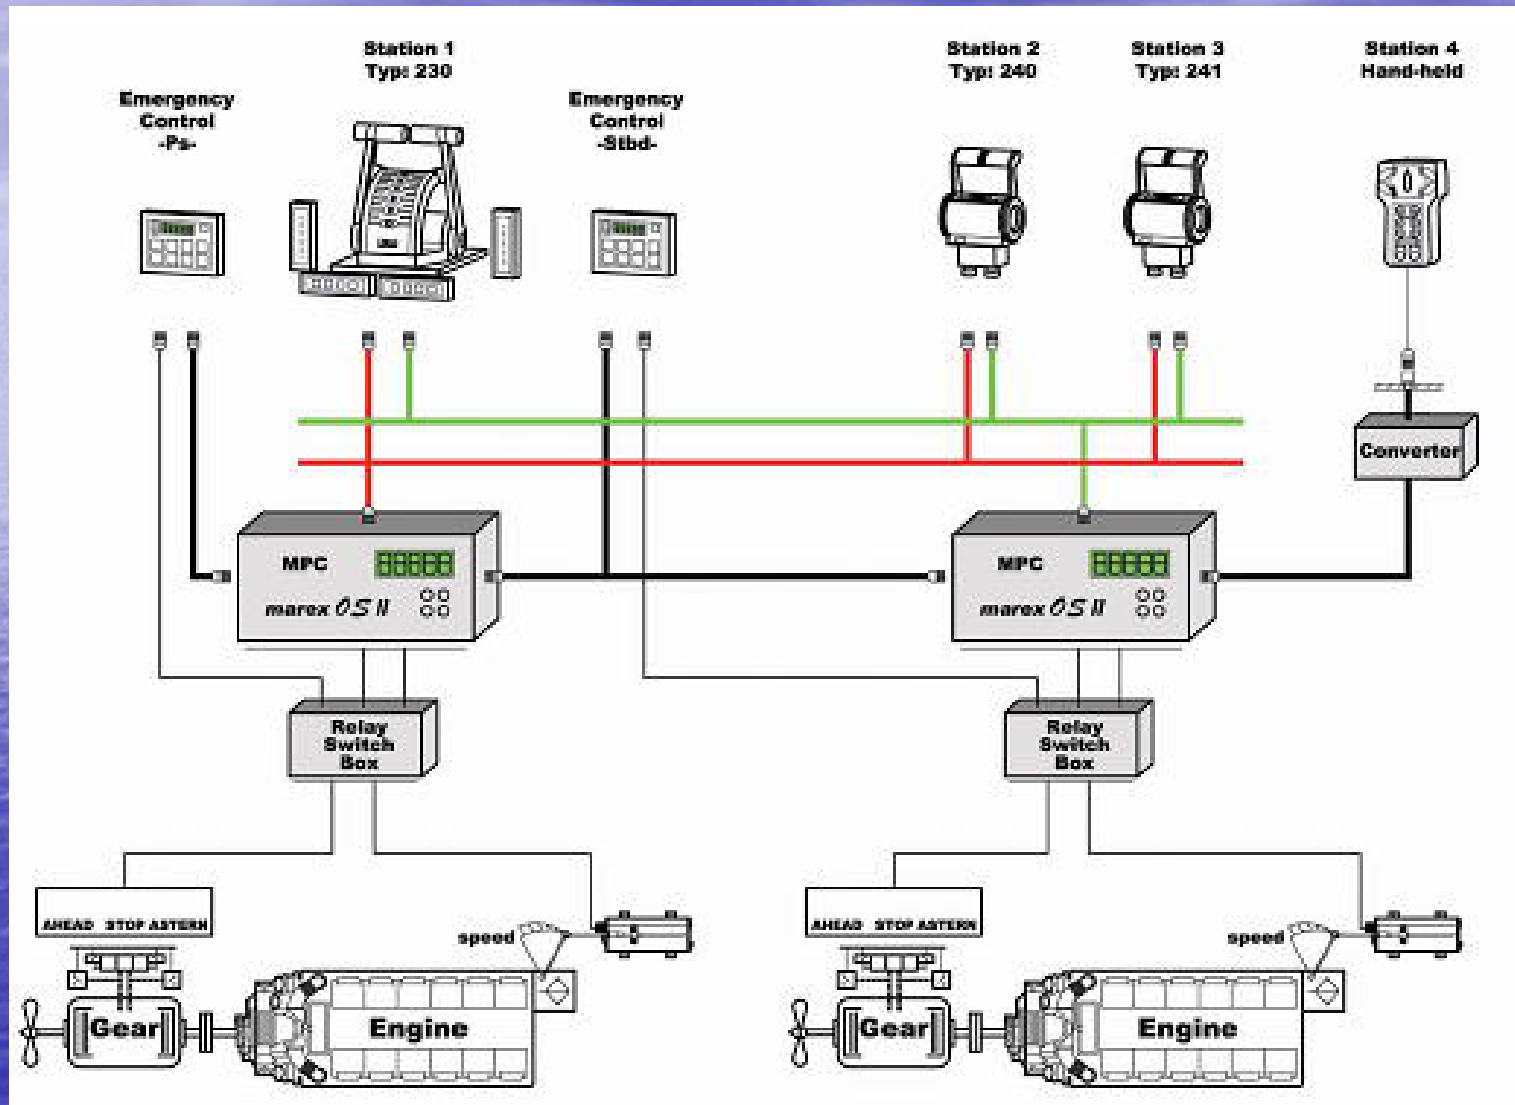 Station 1
Typ: 230
Station 2
Typ: 240
Station 3
Typ: 241
Station 4
Hand-held
Emergency
Control
-Ps-
Emergency
Control
-Stbd-
Converter
MPC
marex OS II
MPC
marex OS II
Relay
Switch
Box
Relay
Switch
Box
AHEAD STOP ASTERN
speed
AHEAD STOP ASTERN
speed
Gear
Engine
Gear
Engine